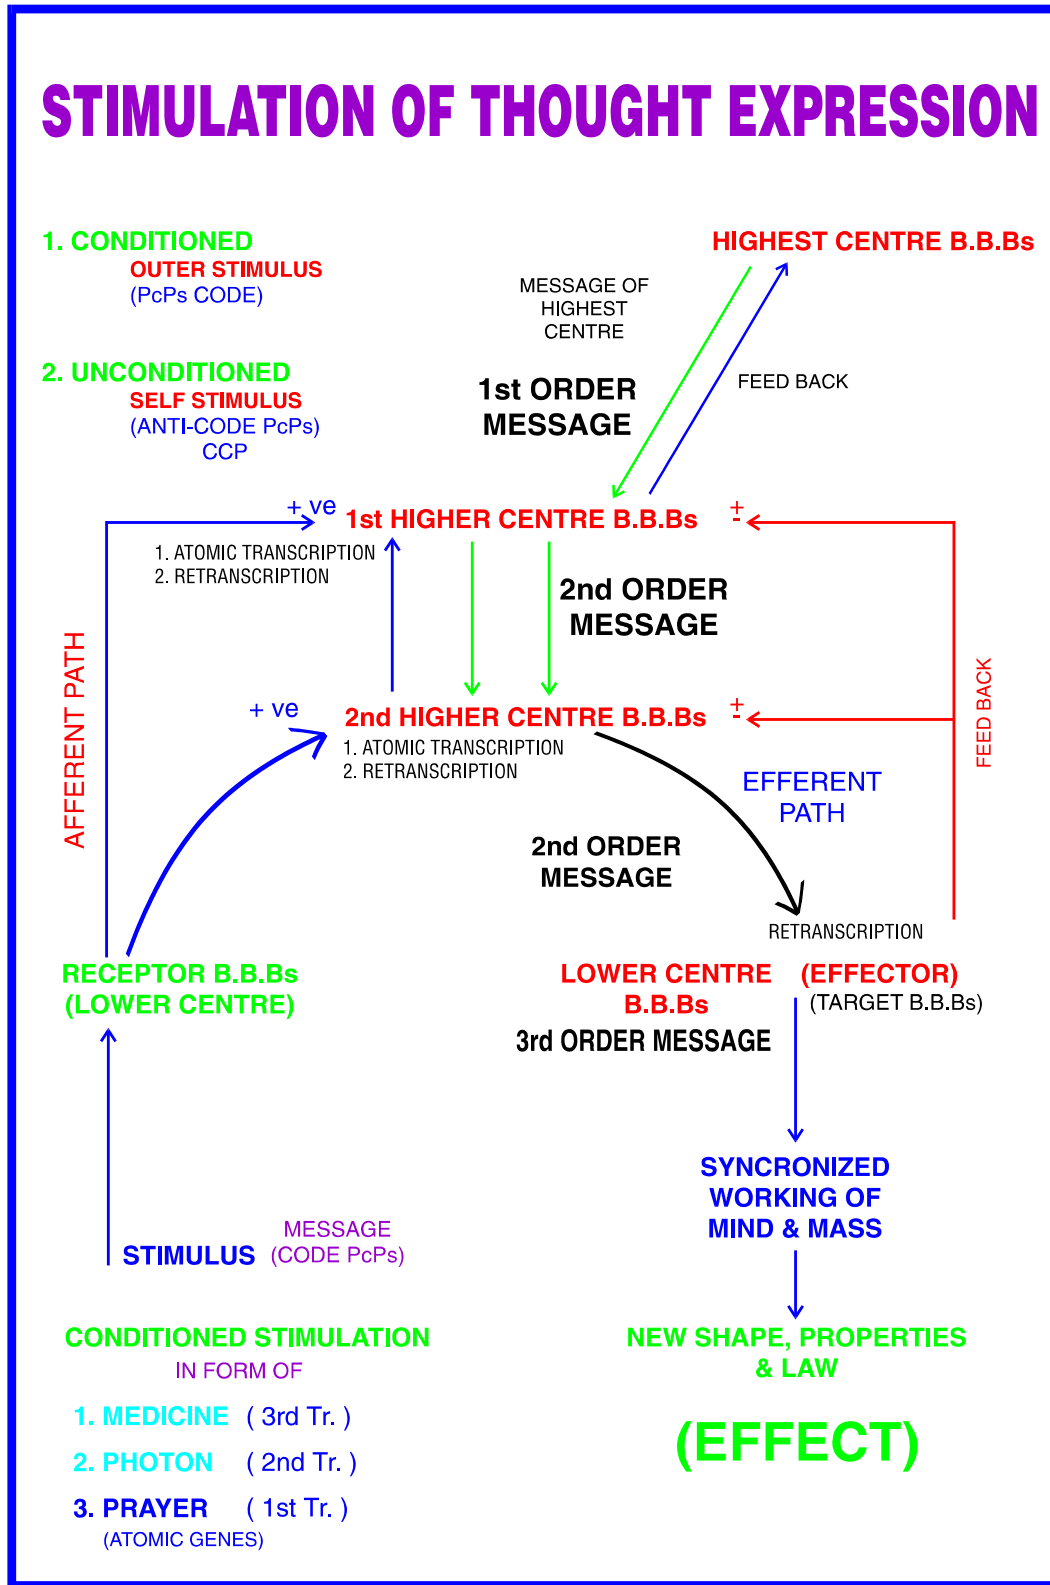 STIMULATION OF THOUGHT EXPRESSION
1. CONDITIONED
OUTER STIMULUS
(PcPs CODE)
2. UNCONDITIONED
SELF STIMULUS
(ANTI-CODE PcPs)
CCP
HIGHEST CENTRE B.B.Bs
MESSAGE OF
HIGHEST
CENTRE
1st ORDER
MESSAGE
FEED BACK
+ ve
1st HIGHER CENTRE B.B.Bs
+
-
1. ATOMIC TRANSCRIPTION
2. RETRANSCRIPTION
2nd ORDER
MESSAGE
AFFERENT PATH
FEED BACK
+ ve
2nd HIGHER CENTRE B.B.Bs
+
-
1. ATOMIC TRANSCRIPTION
2. RETRANSCRIPTION
EFFERENT
PATH
2nd ORDER
MESSAGE
RETRANSCRIPTION
RECEPTOR B.B.Bs
(LOWER CENTRE)
LOWER CENTRE (EFFECTOR)
B.B.Bs (TARGET B.B.Bs)
3rd ORDER MESSAGE
SYNCRONIZED
WORKING OF
MIND & MASS
STIMULUS
MESSAGE
(CODE PcPs)
CONDITIONED STIMULATION
IN FORM OF
1. MEDICINE ( 3rd Tr. )
2. PHOTON ( 2nd Tr. )
3. PRAYER ( 1st Tr. )
(ATOMIC GENES)
NEW SHAPE, PROPERTIES
& LAW
(EFFECT)